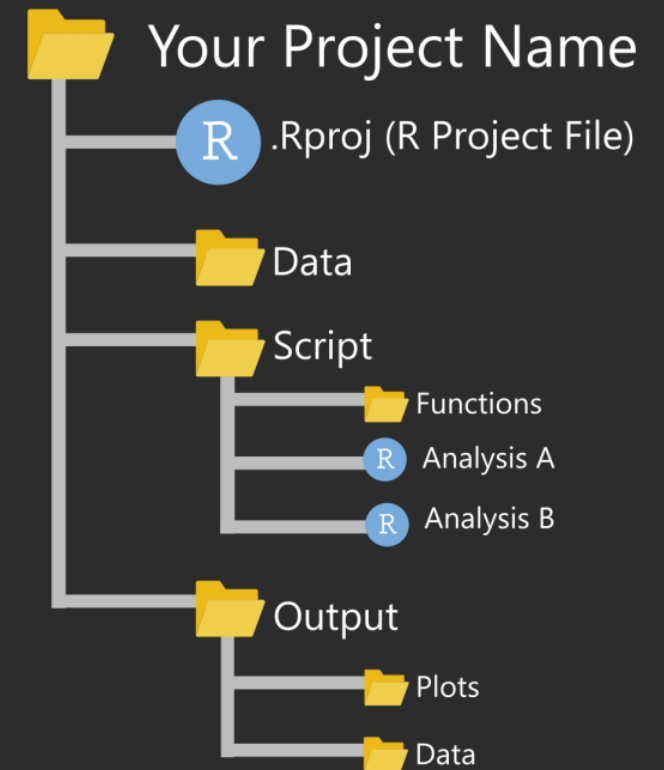 Your Project Name
R .Rproj (R Project File)
Data
Script
Functions
R Analysis A
R Analysis B
Output
Plots
Data